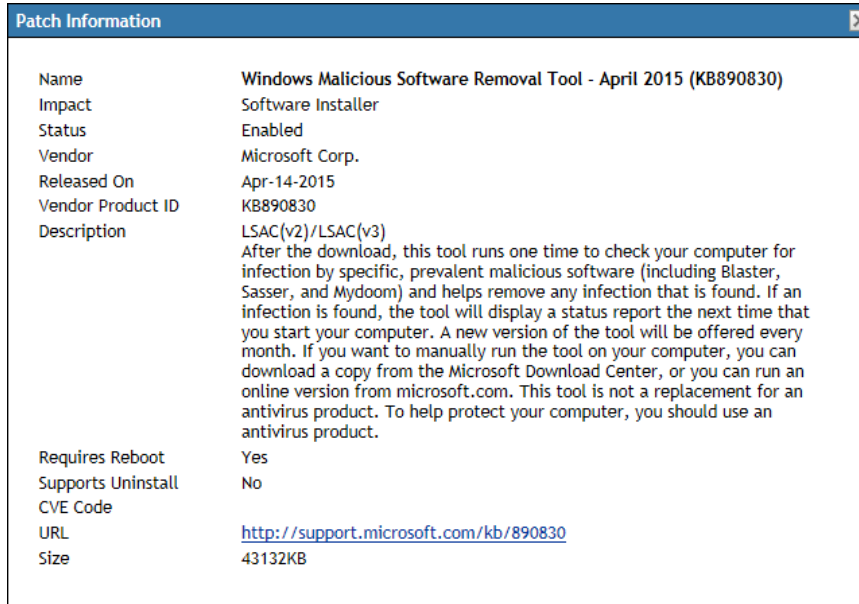 Patch Information
Name Windows Malicious Software Removal Tool - April 2015 (KB890830)
Impact Software Installer
Status Enabled
Vendor Microsoft Corp.
Released On Apr-14-2015
Vendor Product ID KB890830
Description LSAC(v2)/LSAC(v3)
After the download, this tool runs one time to check your computer for
infection by specific, prevalent malicious software (including Blaster,
Sasser, and Mydoom) and helps remove any infection that is found. If an
infection is found, the tool will display a status report the next time that
you start your computer. A new version of the tool will be offered every
month. If you want to manually run the tool on your computer, you can
download a copy from the Microsoft Download Center, or you can run an
online version from microsoft.com. This tool is not a replacement for an
antivirus product. To help protect your computer, you should use an
antivirus product.
Requires Reboot Yes
Supports Uninstall No
CVE Code
URL http://support.microsoft.com/kb/890830
Size 43132KB